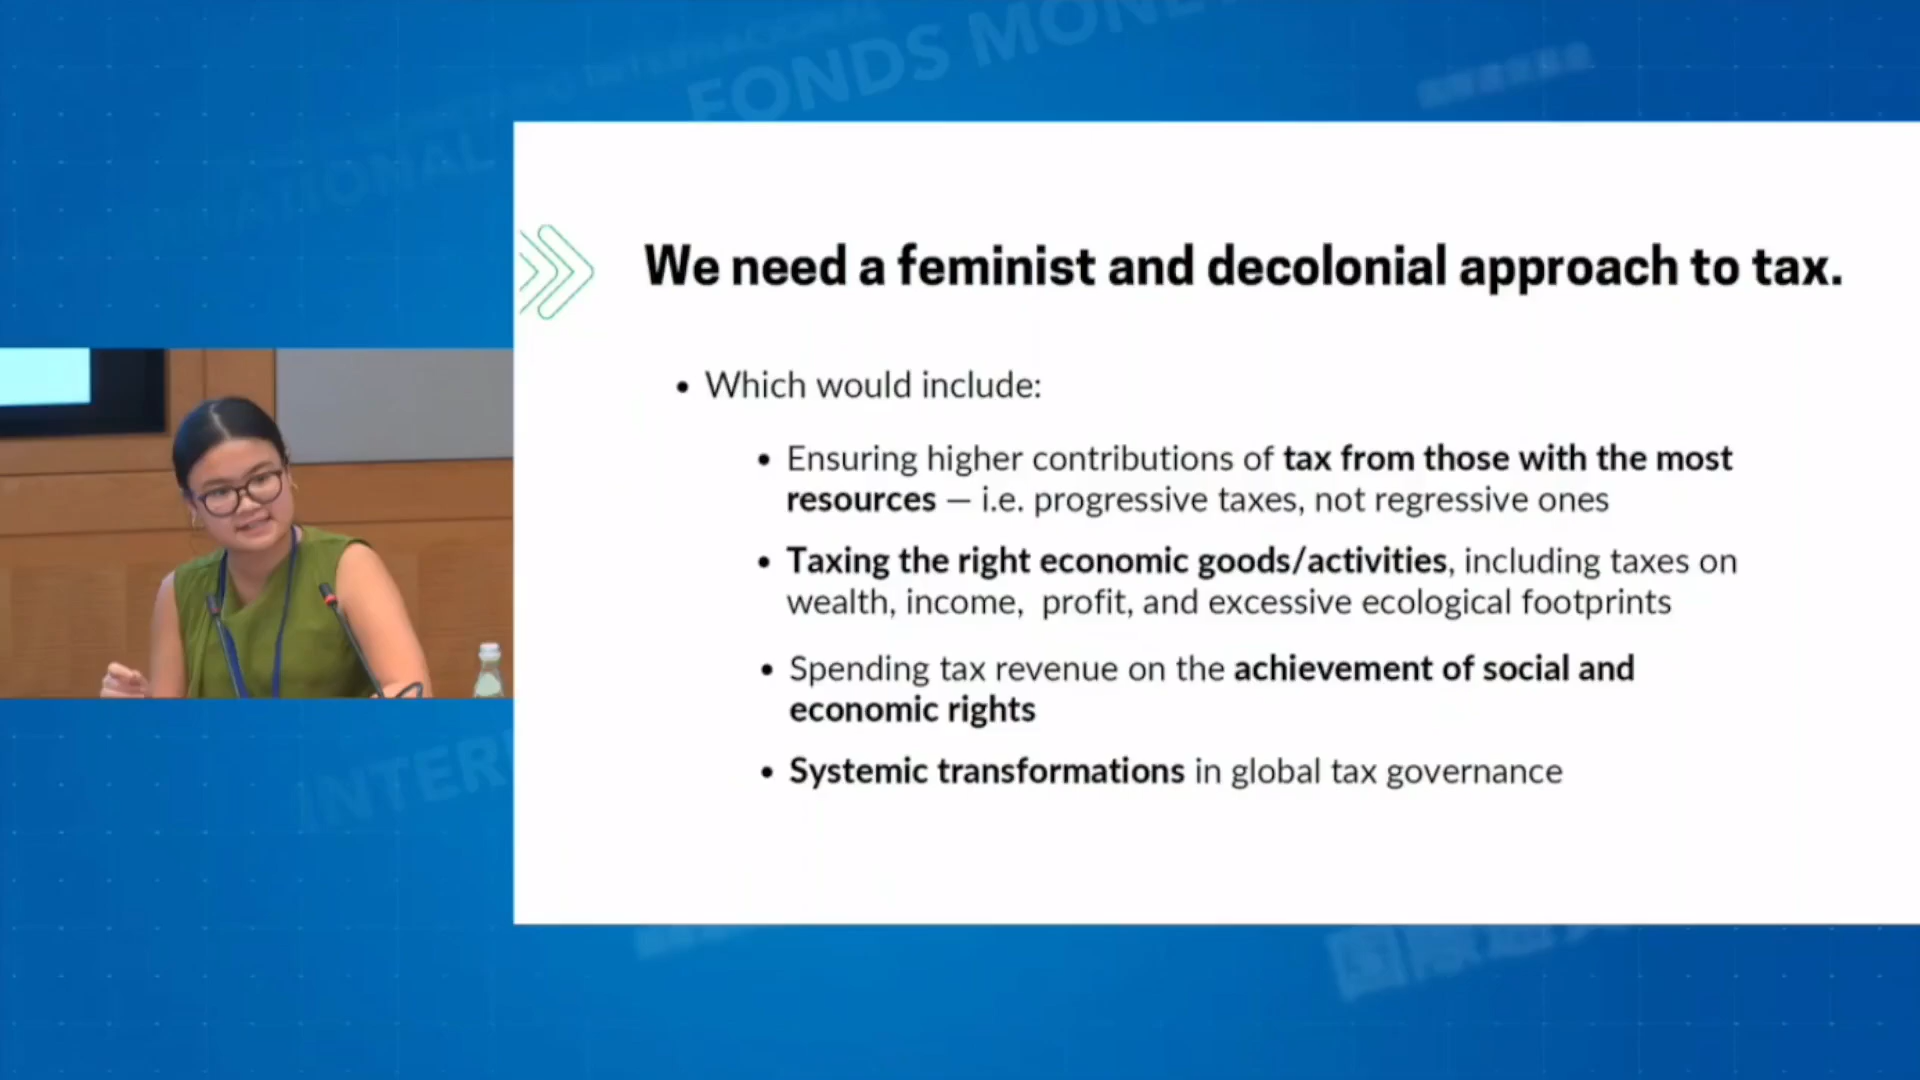 FONDS MONE
We need a feminist and decolonial approach to tax.
• Which would include:
• Ensuring higher contributions of tax from those with the most
resources — i.e. progressive taxes, not regressive ones
• Taxing the right economic goods/activities, including taxes on
wealth, income, profit, and excessive ecological footprints
• Spending tax revenue on the achievement of social and
economic rights
• Systemic transformations in global tax governance
INTER